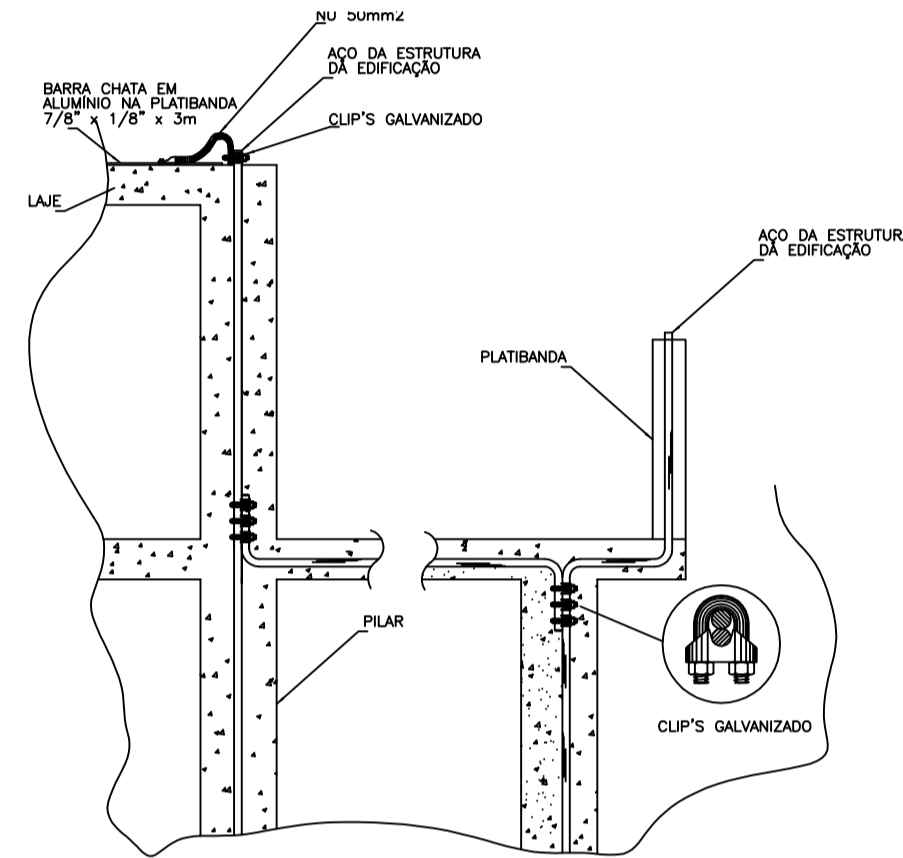 NU 50mm2
AÇO DA ESTRUTURA
DA EDIFICAÇÃO
BARRA CHATA EM
ALUMÍNIO NA PLATIBANDA
7/8" x 1/8" x 3m
CLIP'S GALVANIZADO
LAJE
AÇO DA ESTRUTURA
DA EDIFICAÇÃO
PLATIBANDA
PILAR
CLIP'S GALVANIZADO